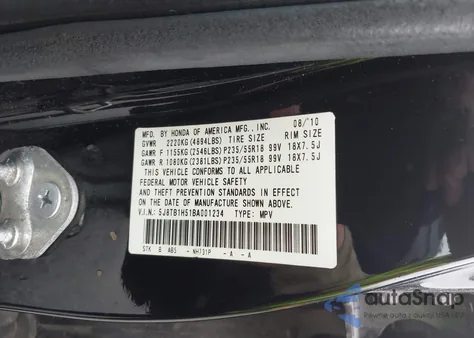 MFD. BY HONDA OF AMERICA MFG., INC. 08/10
GVWR 2220KG (4894LBS) TIRE SIZE RIM SIZE
GAWR F 1155KG (2546LBS) P235/55R18 99V 18X7.5J
GAWR R 1080KG (2381LBS) P235/55R18 99V 18X7.5J
THIS VEHICLE CONFORMS TO ALL APPLICABLE
FEDERAL MOTOR VEHICLE SAFETY
AND THEFT PREVENTION STANDARDS IN EFFECT
ON THE DATE OF MANUFACTURE SHOWN ABOVE.
V.I.N.: 5J8TB1H51BA001234 TYPE: MPV
STK B AB5 - NH731P - A - A
autoSnap